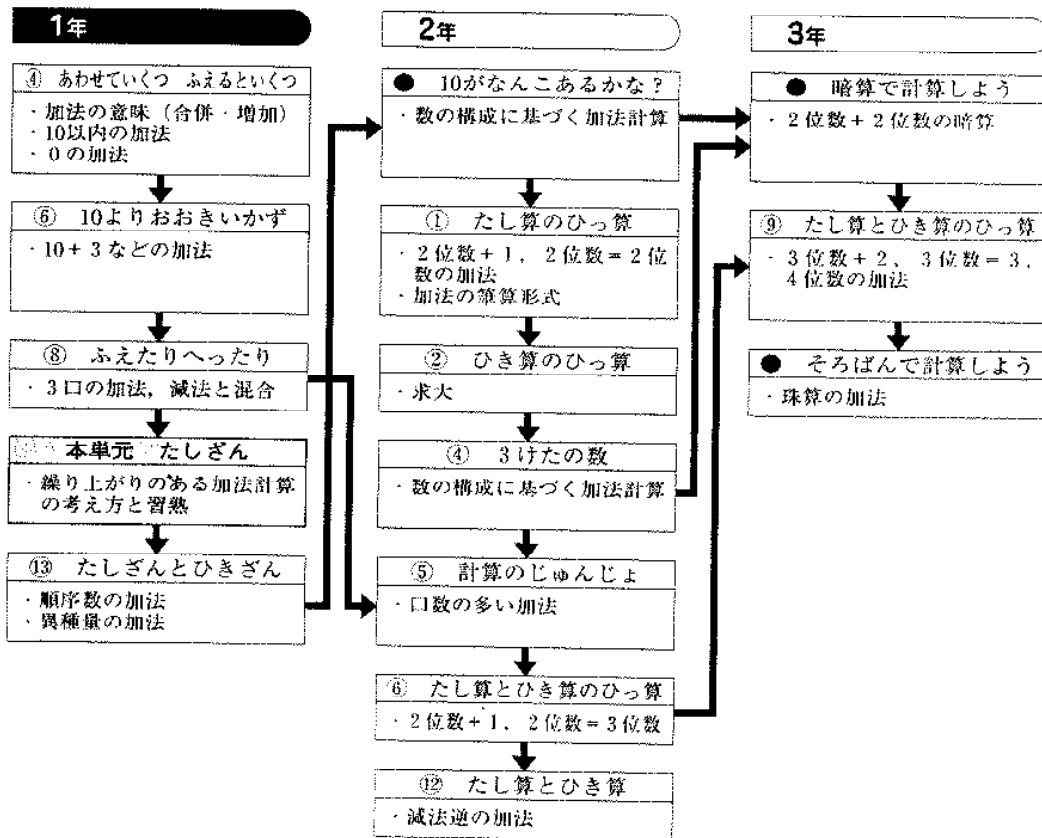 1年
④ あわせていくつ ふえるといくつ
・加法の意味(合併・増加)
・10以内の加法
・0の加法
⑥ 10よりおおきいかず
・10+3などの加法
⑧ ふえたりへったり
・3口の加法,減法と混合
本単元 たしざん
・繰り上がりのある加法計算
の考え方と習熟
⑬ たしざんとひきざん
・順序数の加法
・異種量の加法
2年
● 10がなんこあるかな?
・数の構成に基づく加法計算
① たし算のひっ算
・2位数+1,2位数=2位
数の加法
・加法の筆算形式
② ひき算のひっ算
・求大
④ 3けたの数
・数の構成に基づく加法計算
⑤ 計算のじゅんじょ
・口数の多い加法
⑥ たし算とひき算のひっ算
・2位数+1,2位数=3位数
⑫ たし算とひき算
・減法逆の加法
3年
● 暗算で計算しよう
・2位数+2位数の暗算
⑨ たし算とひき算のひっ算
・3位数+2,3位数=3,
4位数の加法
● そろばんで計算しよう
・珠算の加法